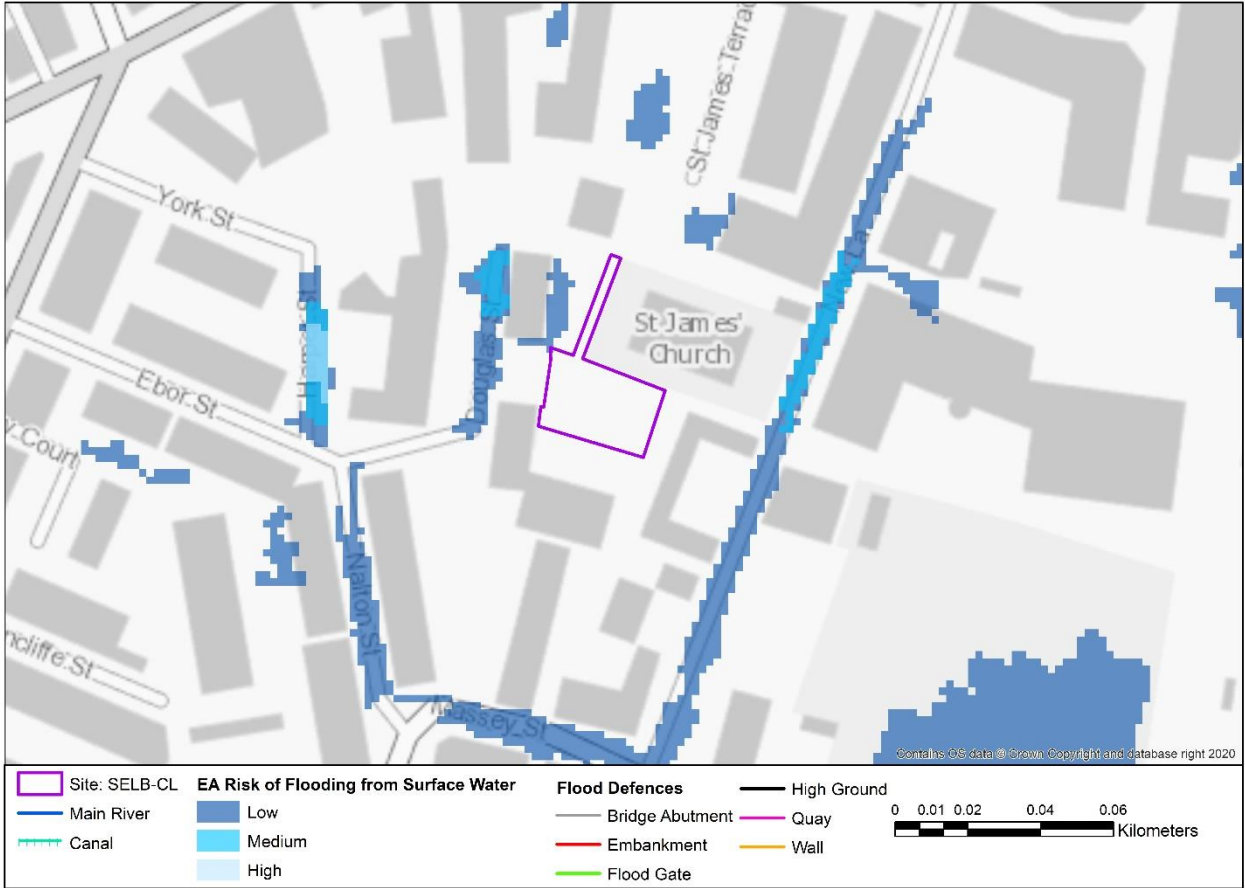 St James Terrac
York St
St James'
Church
Douglas St
Ebor St
y Court
Nalton St
ncliffe St
Massey St
Contains OS data © Crown Copyright and database right 2020
Site: SELB-CL
Main River
Canal
EA Risk of Flooding from Surface Water
Low
Medium
High
Flood Defences
Bridge Abutment
Embankment
Flood Gate
High Ground
Quay
Wall
0 0.01 0.02 0.04 0.06
Kilometers